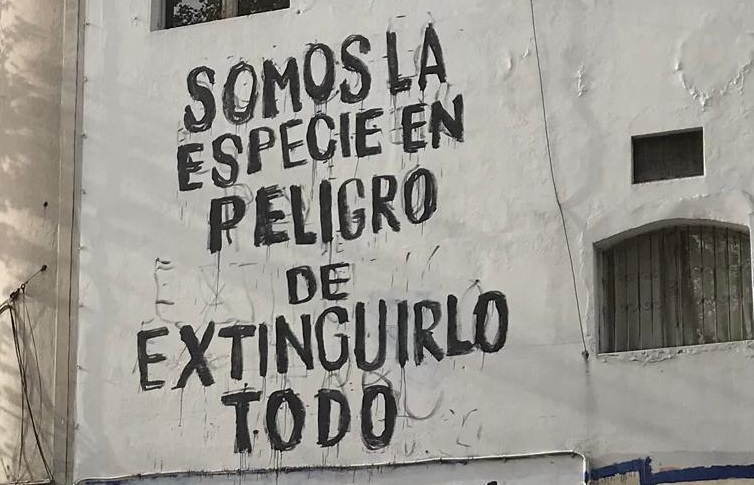 SOMOS LA
ESPECIE EN
PELIGRO
DE
EXTINGUIRLO
TODO